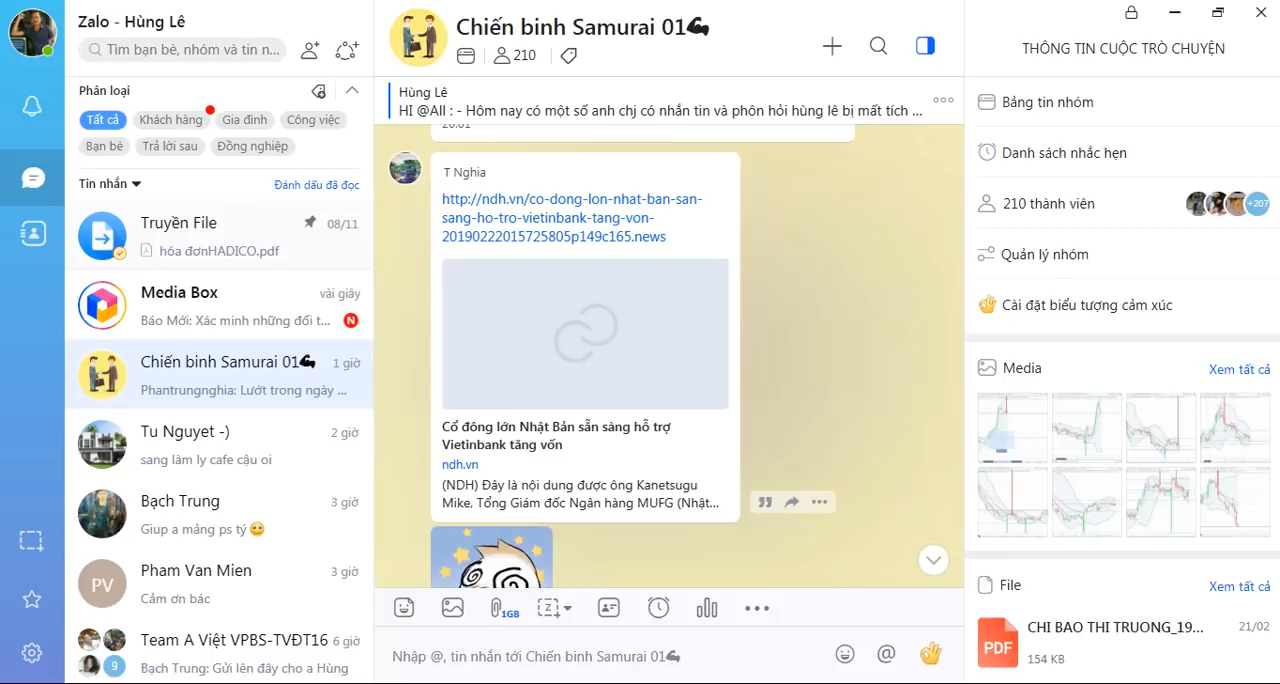 Zalo - Hùng Lê
Tìm bạn bè, nhóm và tin n...
Phân loại
Tất cả
Khách hàng
Gia đình
Công việc
Bạn bè
Trả lời sau
Đồng nghiệp
Tin nhắn
Đánh dấu đã đọc
Truyền File
08/11
hóa đơnHADICO.pdf
Media Box
vài giây
Báo Mới: Xác minh những đối t...
N
Chiến binh Samurai 01
1 giờ
Phantrungnghia: Lướt trong ngày ...
Tu Nguyet -)
2 giờ
sang làm ly cafe cậu oi
Bạch Trung
3 giờ
Giup a mảng ps tý
PV
Pham Van Mien
3 giờ
Cảm ơn bác
Team A Việt VPBS-TVĐT16
6 giờ
9
Bạch Trung: Gửi lên đây cho a Hùng
Chiến binh Samurai 01
210
Hùng Lê
HI @All : - Hôm nay có một số anh chị có nhắn tin và phôn hỏi hùng lê bị mất tích ...
T Nghia
http://ndh.vn/co-dong-lon-nhat-ban-san-
sang-ho-tro-vietinbank-tang-von-
20190222015725805p149c165.news
Cổ đông lớn Nhật Bản sẵn sàng hỗ trợ
Vietinbank tăng vốn
ndh.vn
(NDH) Đây là nội dung được ông Kanetsugu
Mike, Tổng Giám đốc Ngân hàng MUFG (Nhật...
1GB
Z
Nhập @, tin nhắn tới Chiến binh Samurai 01
@
THÔNG TIN CUỘC TRÒ CHUYỆN
Bảng tin nhóm
Danh sách nhắc hẹn
210 thành viên
+207
Quản lý nhóm
Cài đặt biểu tượng cảm xúc
Media
Xem tất cả
File
Xem tất cả
PDF
CHI BAO THI TRUONG_19...
21/02
154 KB